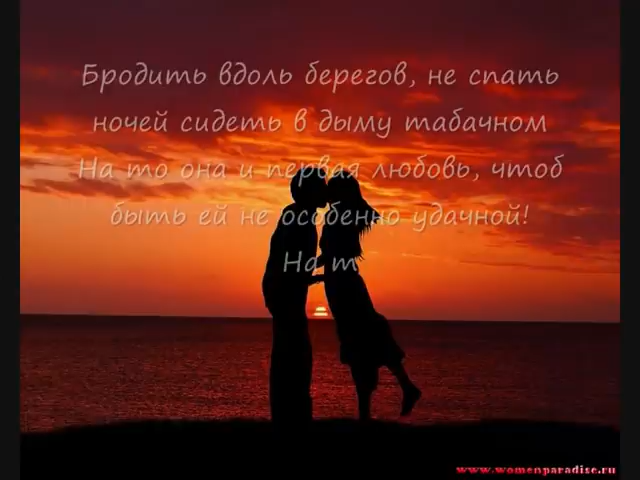 Бродить вдоль берегов, не спать
ночей сидеть в дыму табачном
На то она и первая любовь, чтоб
быть ей не особенно удачной!
На т
www.womenparadise.ru